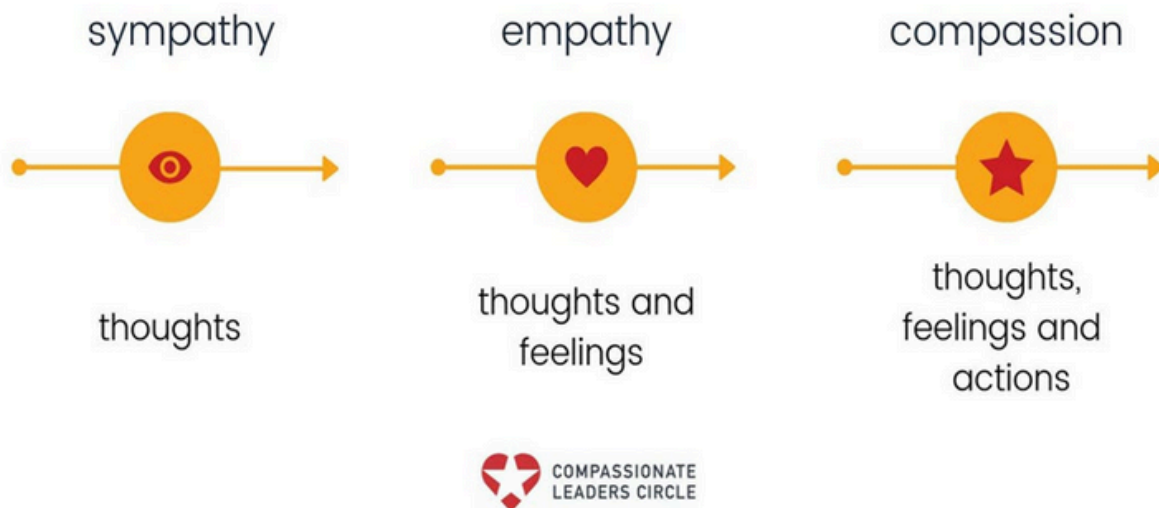 sympathy
empathy
compassion
thoughts
thoughts and
feelings
thoughts,
feelings and
actions
COMPASSIONATE
LEADERS CIRCLE